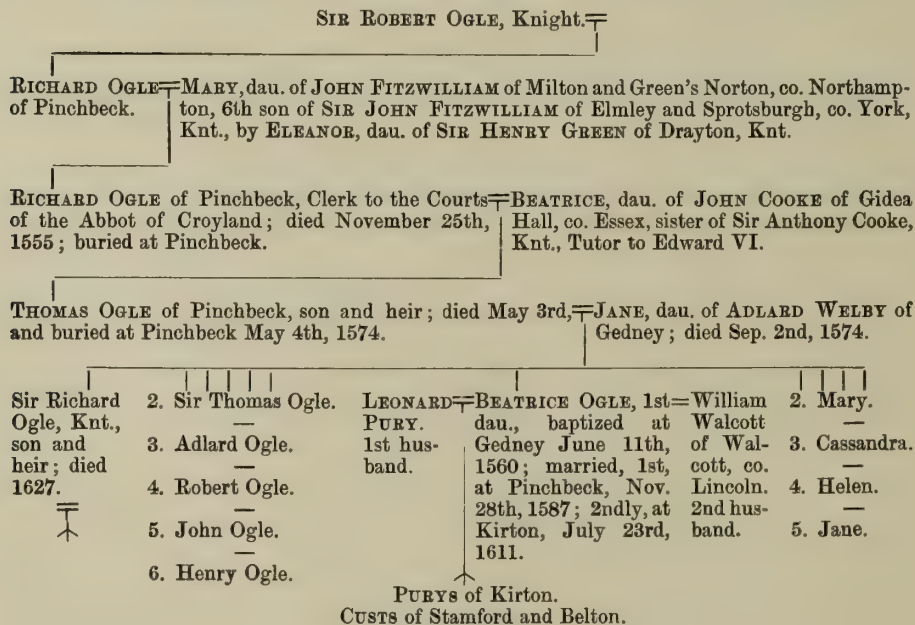 SIR ROBERT OGLE, Knight.
RICHARD OGLE
of Pinchbeck.
MARY, dau. of JOHN FITZWILLIAM of Milton and Green's Norton, co. Northamp-
ton, 6th son of SIR JOHN FITZWILLIAM of Elmley and Sprotsburgh, co. York,
Knt., by ELEANOR, dau. of SIR HENRY GREEN of Drayton, Knt.
RICHARD OGLE of Pinchbeck, Clerk to the Courts
of the Abbot of Croyland; died November 25th,
1555; buried at Pinchbeck.
BEATRICE, dau. of JOHN COOKE of Gidea
Hall, co. Essex, sister of Sir Anthony Cooke,
Knt., Tutor to Edward VI.
THOMAS OGLE of Pinchbeck, son and heir; died May 3rd,
and buried at Pinchbeck May 4th, 1574.
JANE, dau. of ADLARD WELBY of
Gedney; died Sep. 2nd, 1574.
Sir Richard
Ogle, Knt.,
son and
heir; died
1627.
2. Sir Thomas Ogle.
3. Adlard Ogle.
4. Robert Ogle.
5. John Ogle.
6. Henry Ogle.
LEONARD
PURY.
1st hus-
band.
BEATRICE OGLE, 1st
dau., baptized at
Gedney June 11th,
1560; married, 1st,
at Pinchbeck, Nov.
28th, 1587; 2ndly, at
Kirton, July 23rd,
1611.
William
Walcott
of Wal-
cott, co.
Lincoln.
2nd hus-
band.
2. Mary.
3. Cassandra.
4. Helen.
5. Jane.
PURYS of Kirton.
CUSTS of Stamford and Belton.